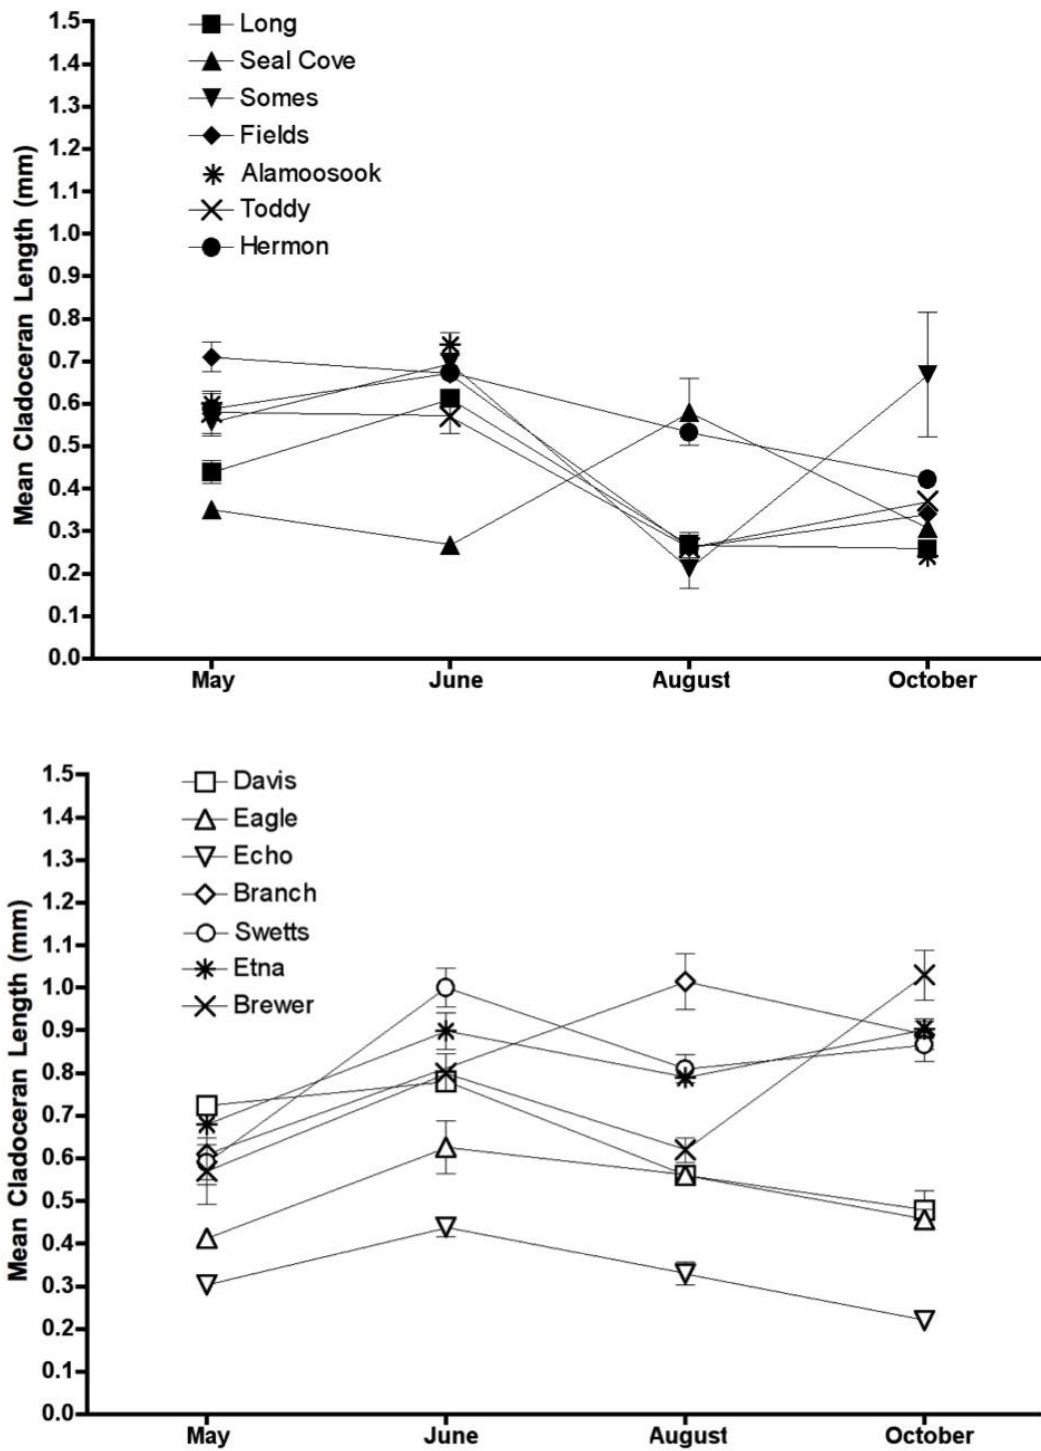 1.5
Long
1.4
Seal Cove
1.3
Somes
1.2
Fields
1.1
Alamoosook
1.0
Toddy
0.9
Hermon
0.8
0.7
0.6
0.5
0.4
0.3
0.2
0.1
0.0
Mean Cladoceran Length (mm)
May June August October
1.5
Davis
1.4
Eagle
1.3
Echo
1.2
Branch
1.1
Swetts
1.0
Etna
0.9
Brewer
0.8
0.7
0.6
0.5
0.4
0.3
0.2
0.1
0.0
Mean Cladoceran Length (mm)
May June August October